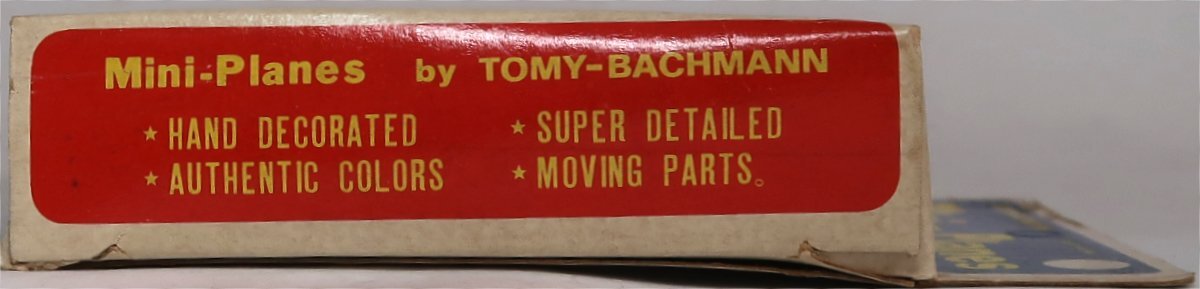 Mini-Planes by TOMY-BACHMANN
★ HAND DECORATED ★ SUPER DETAILED
★ AUTHENTIC COLORS ★ MOVING PARTS。